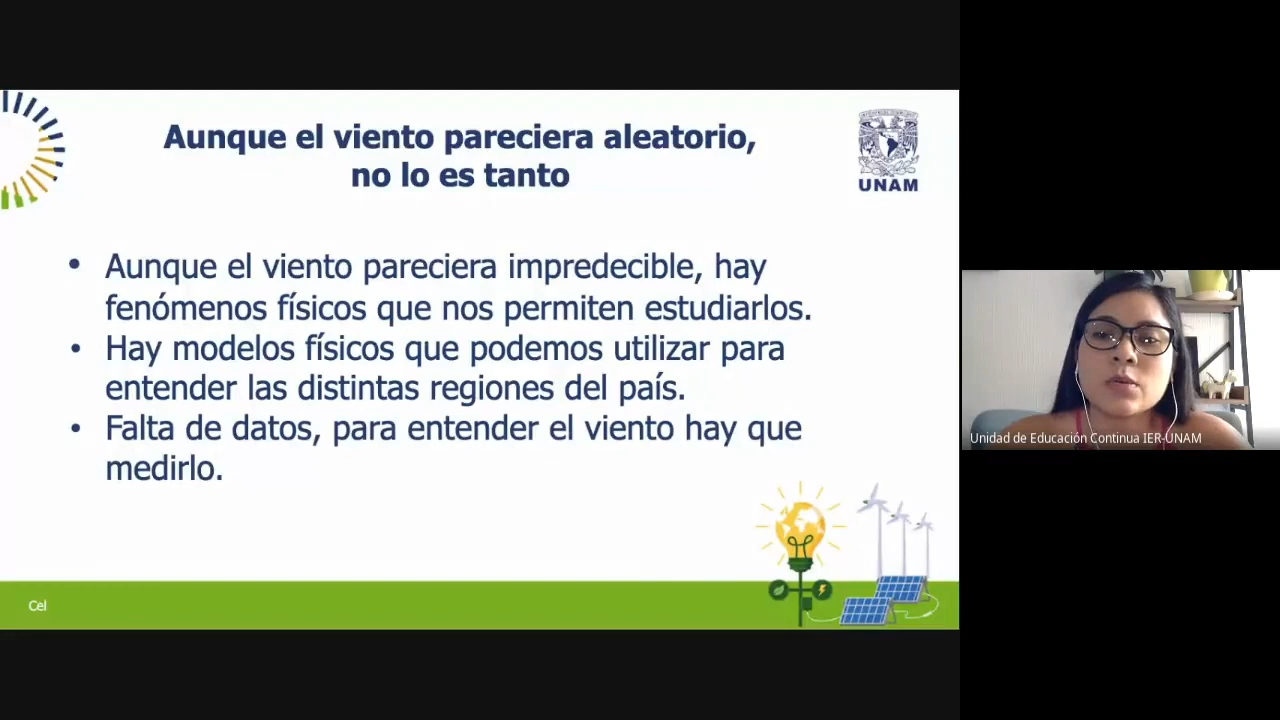 Aunque el viento pareciera aleatorio,
no lo es tanto
UNAM
• Aunque el viento pareciera impredecible, hay
fenómenos físicos que nos permiten estudiarlos.
• Hay modelos físicos que podemos utilizar para
entender las distintas regiones del país.
• Falta de datos, para entender el viento hay que
medirlo.
Cel
Unidad de Educación Continua IER-UNAM